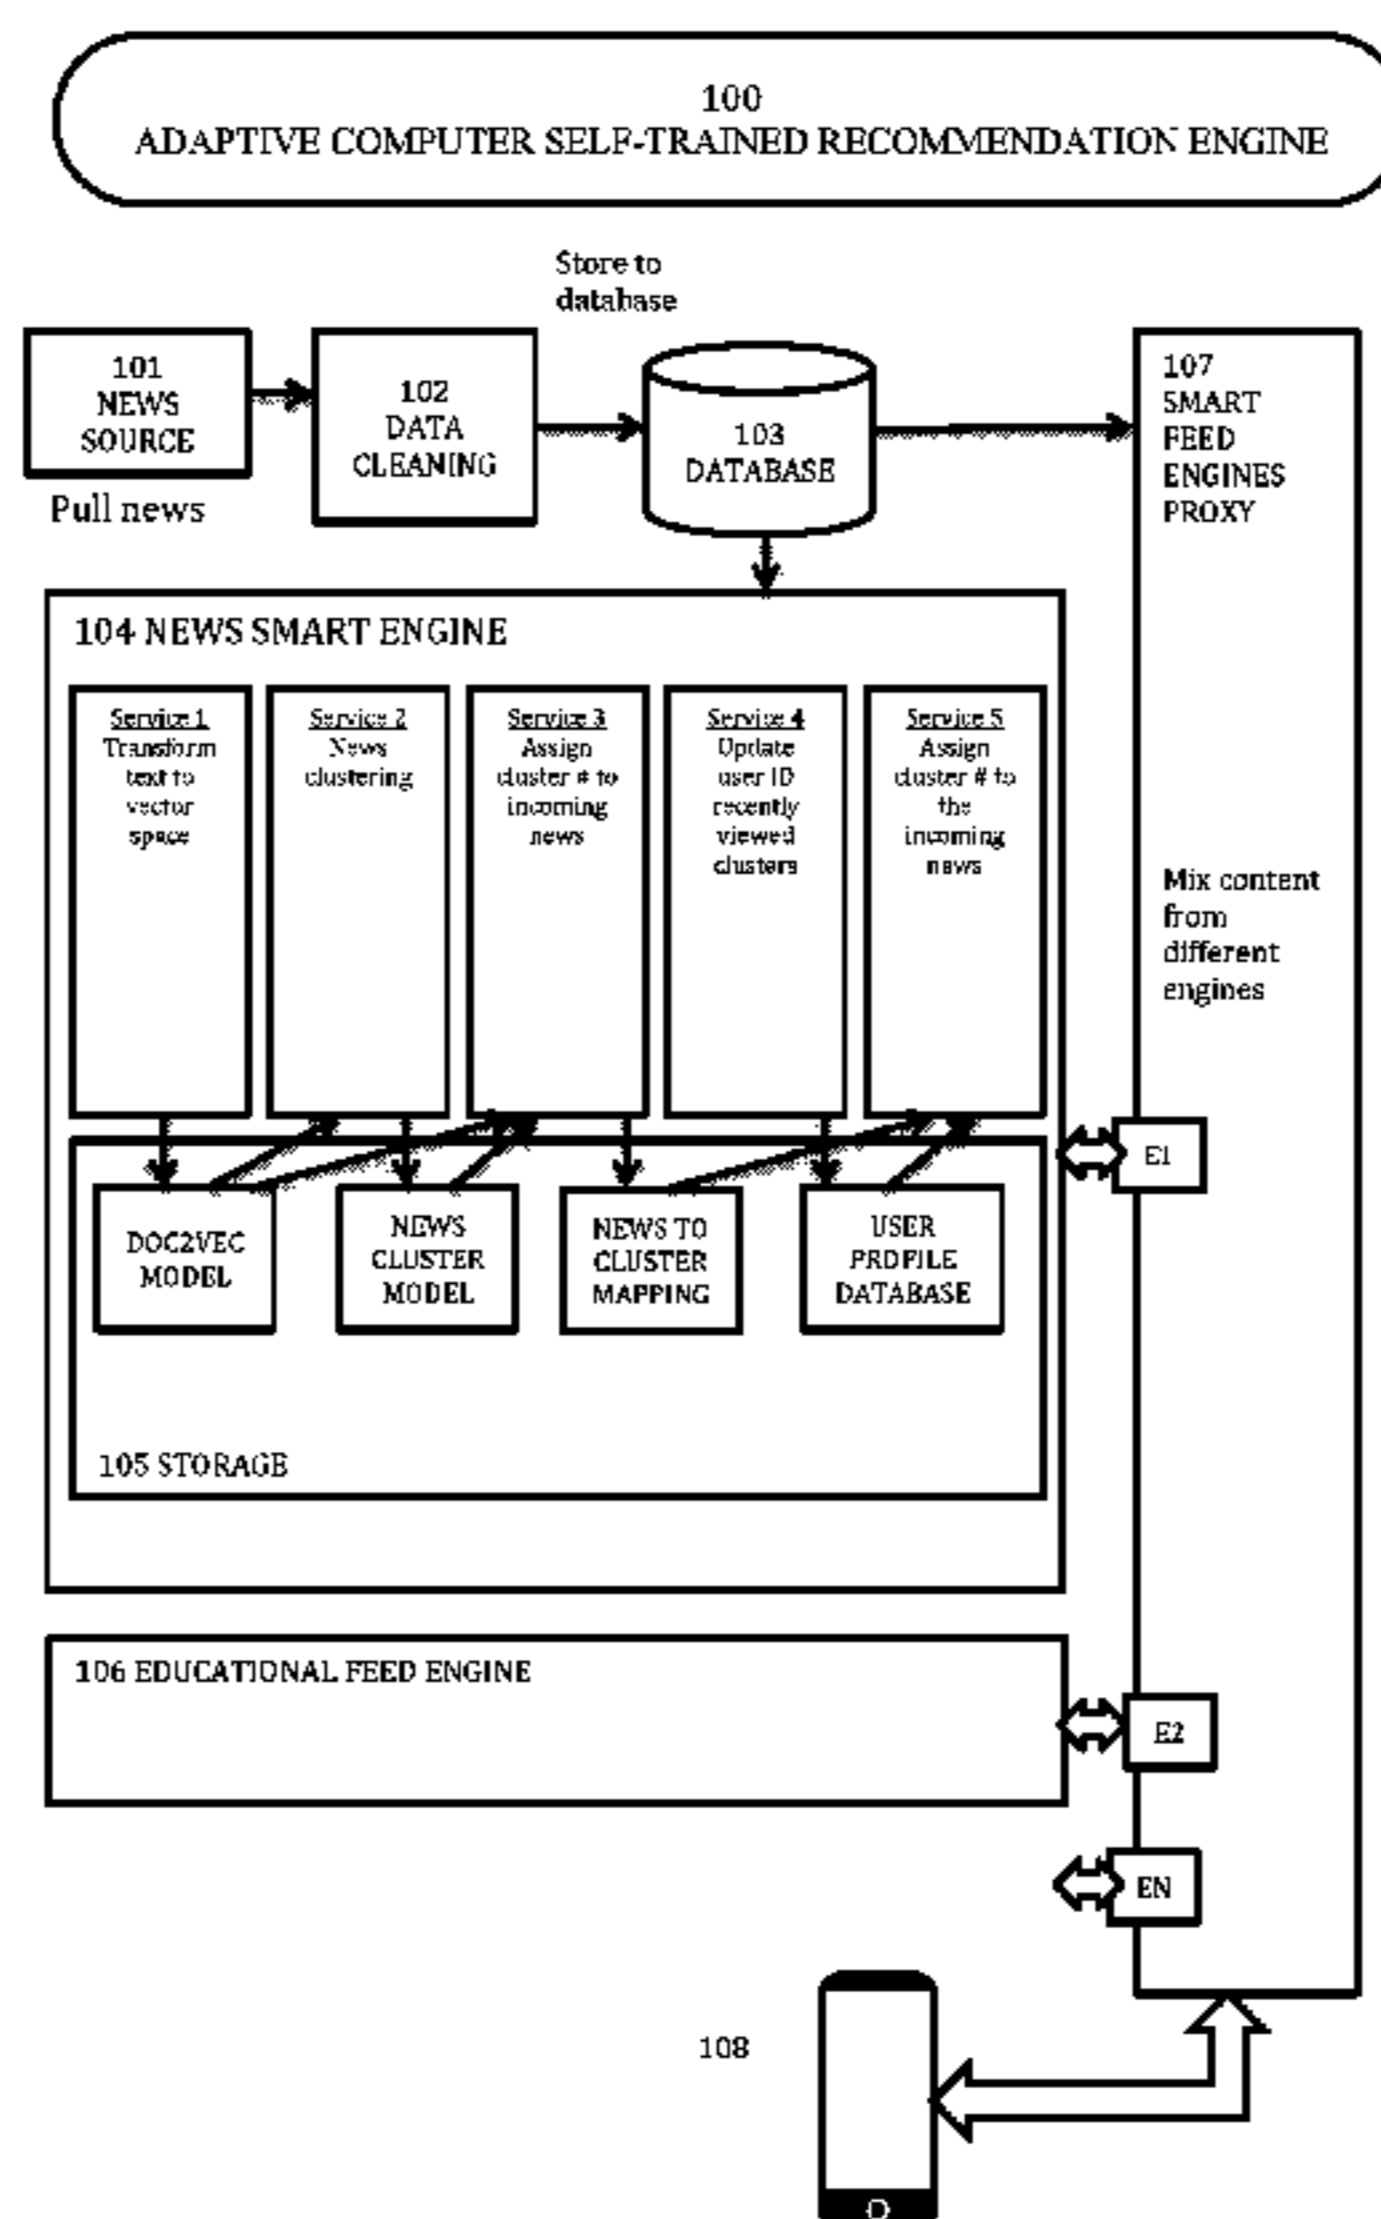 100
ADAPTIVE COMPUTER SELF-TRAINED RECOMMENDATION ENGINE
Store to
database
101
NEWS
SOURCE
Pull news
102
DATA
CLEANING
103
DATABASE
107
SMART
FEED
ENGINES
PROXY
104 NEWS SMART ENGINE
Service 1
Transform
text to
vector
space
Service 2
News
clustering
Service 3
Assign
cluster # to
incoming
news
Service 4
Update
user ID
recently
viewed
clusters
Service 5
Assign
cluster # to
the
incoming
news
Mix content
from
different
engines
E1
DOC2VEC
MODEL
NEWS
CLUSTER
MODEL
NEWS TO
CLUSTER
MAPPING
USER
PROFILE
DATABASE
105 STORAGE
106 EDUCATIONAL FEED ENGINE
E2
EN
108